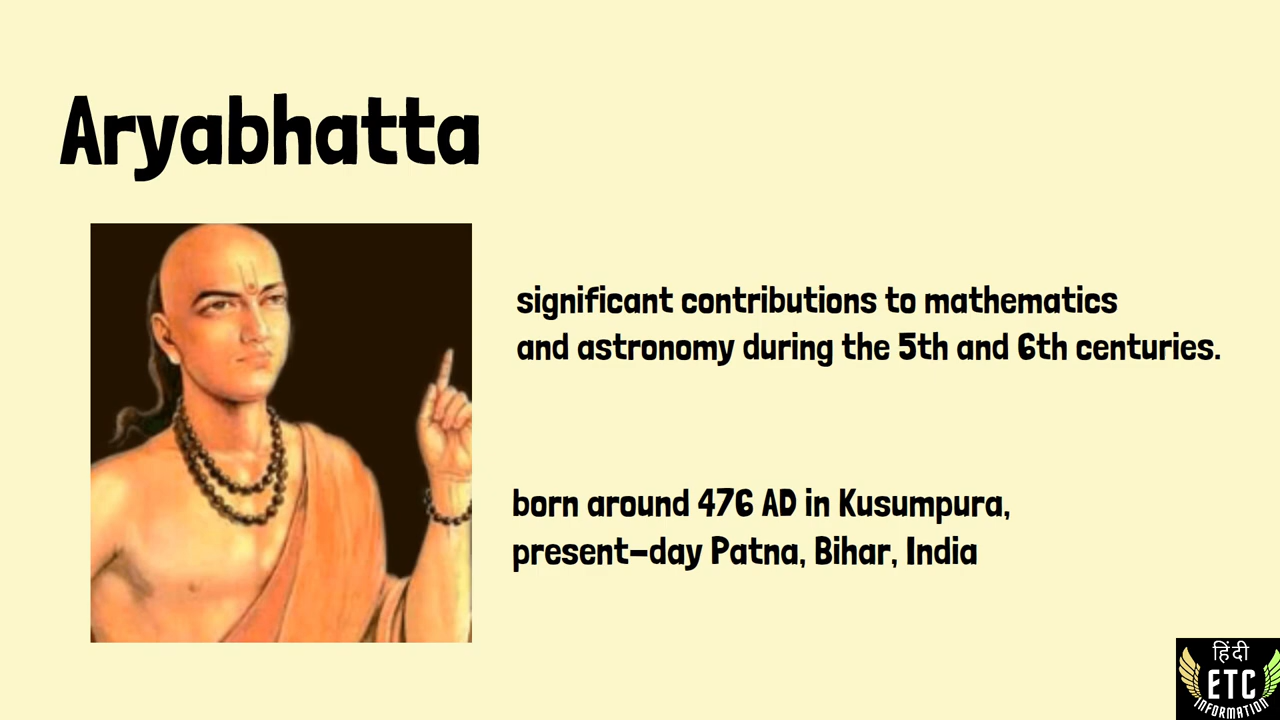 Aryabhatta
significant contributions to mathematics
and astronomy during the 5th and 6th centuries.
born around 476 AD in Kusumpura,
present-day Patna, Bihar, India
हिंदी
ETC
INFORMATION